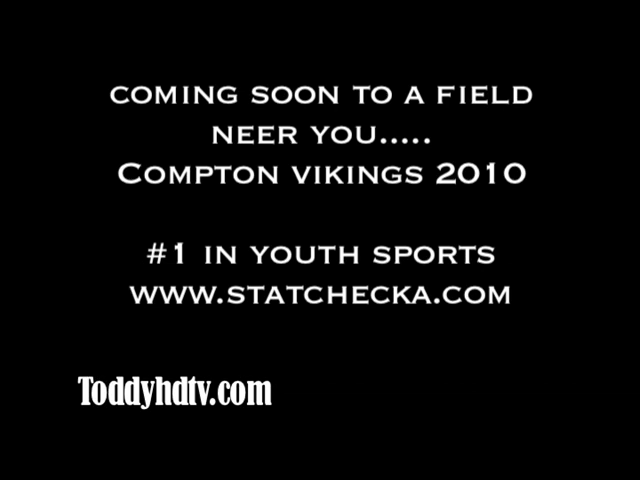 COMING SOON TO A FIELD
NEER YOU.....
COMPTON VIKINGS 2010
#1 IN YOUTH SPORTS
WWW.STATCHECKA.COM
Toddyhdtv.com